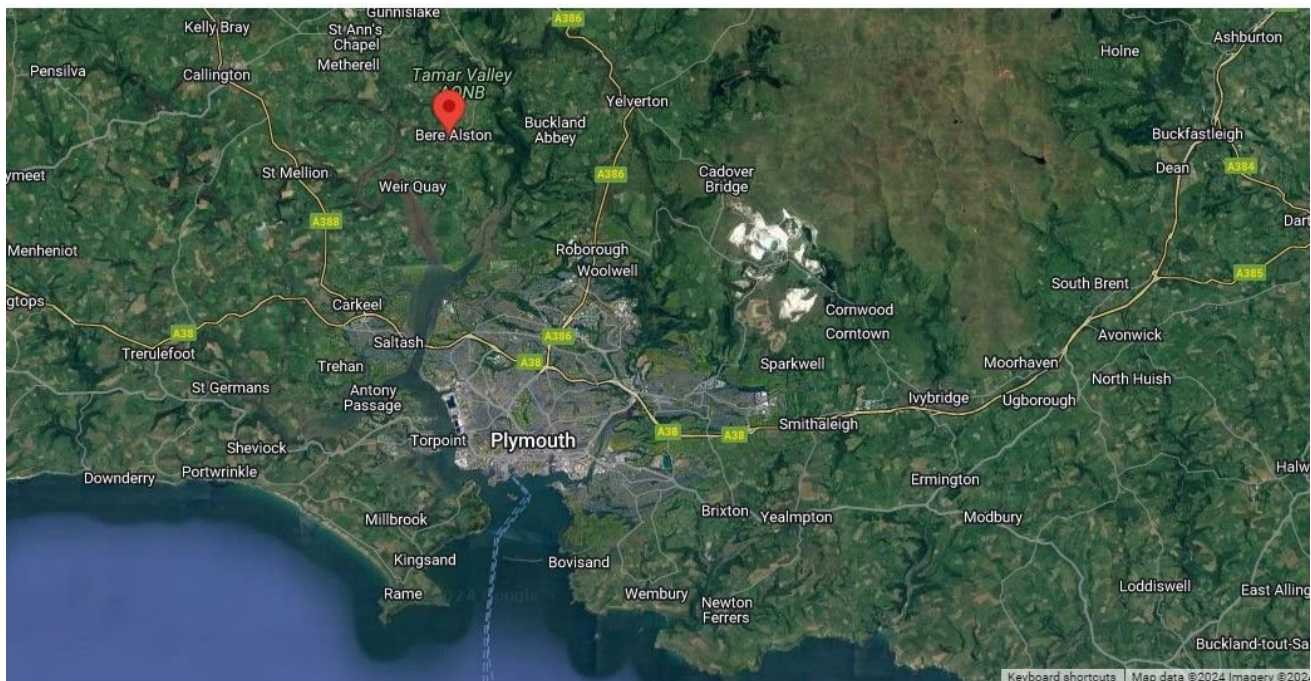 Gunnislake
A386
Kelly Bray
St Ann's
Chapel
Ashburton
Holne
Metherell
Pensilva
Callington
Tamar Valley
AONB
Yelverton
Bere Alston
Buckland
Abbey
Buckfastleigh
A384
Dean
ymeet
St Mellion
A386
Cadover
Bridge
Weir Quay
A388
Dart
Menheniot
Roborough
Woolwell
A385
South Brent
gtops
Carkeel
Cornwood
A38
A386
Corntown
Avonwick
Trerulefoot
Saltash
Trehan
A38
Sparkwell
Moorhaven
St Germans
North Huish
Antony
Passage
Ivybridge
Ugborough
Torpoint
Plymouth
A38
A38
Smithaleigh
Sheviock
Portwrinkle
Downderry
Halw
Ermington
Millbrook
Brixton
Yealmpton
Modbury
Kingsand
Bovisand
Rame
Wembury
Newton
Ferrers
Loddiswell
East Alling
Buckland-tout-Sa
Keyboard shortcuts
Map data ©2024 Imagery ©202